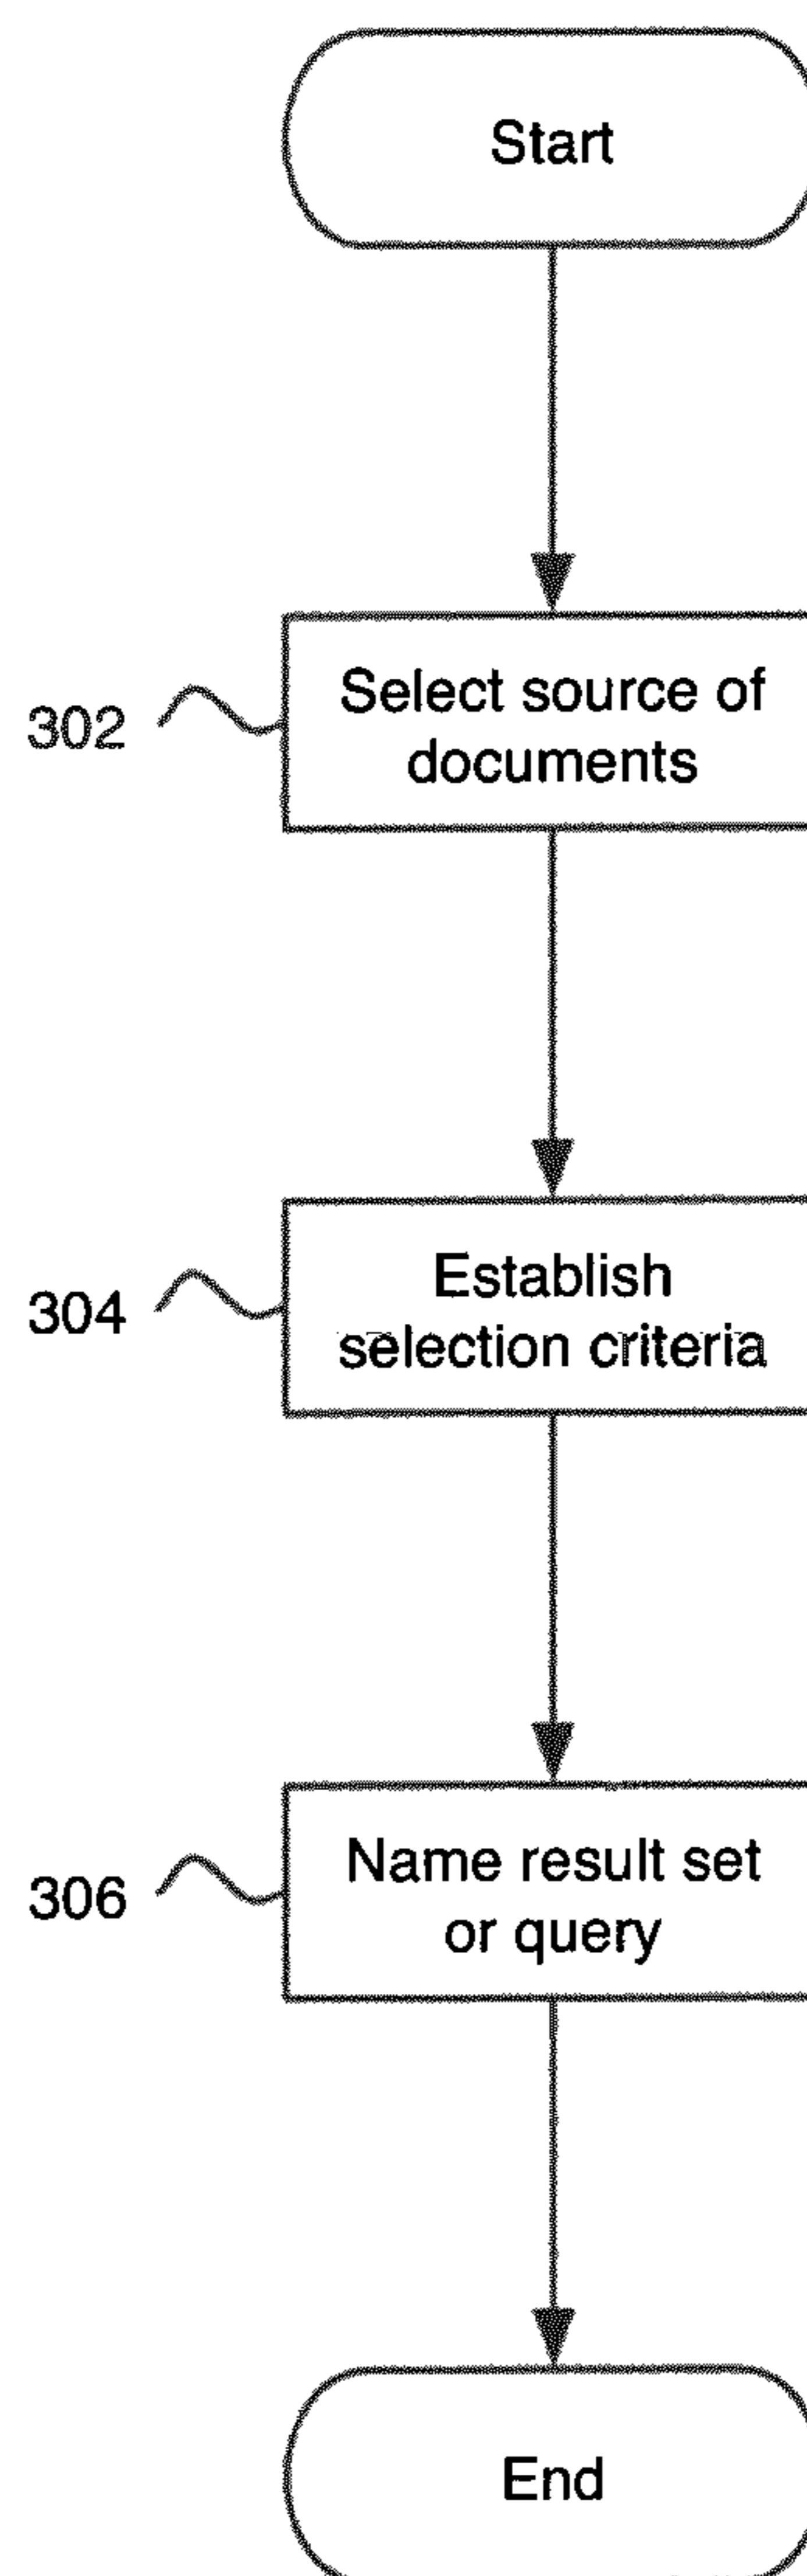 Start
302
Select source of
documents
304
Establish
selection criteria
306
Name result set
or query
End